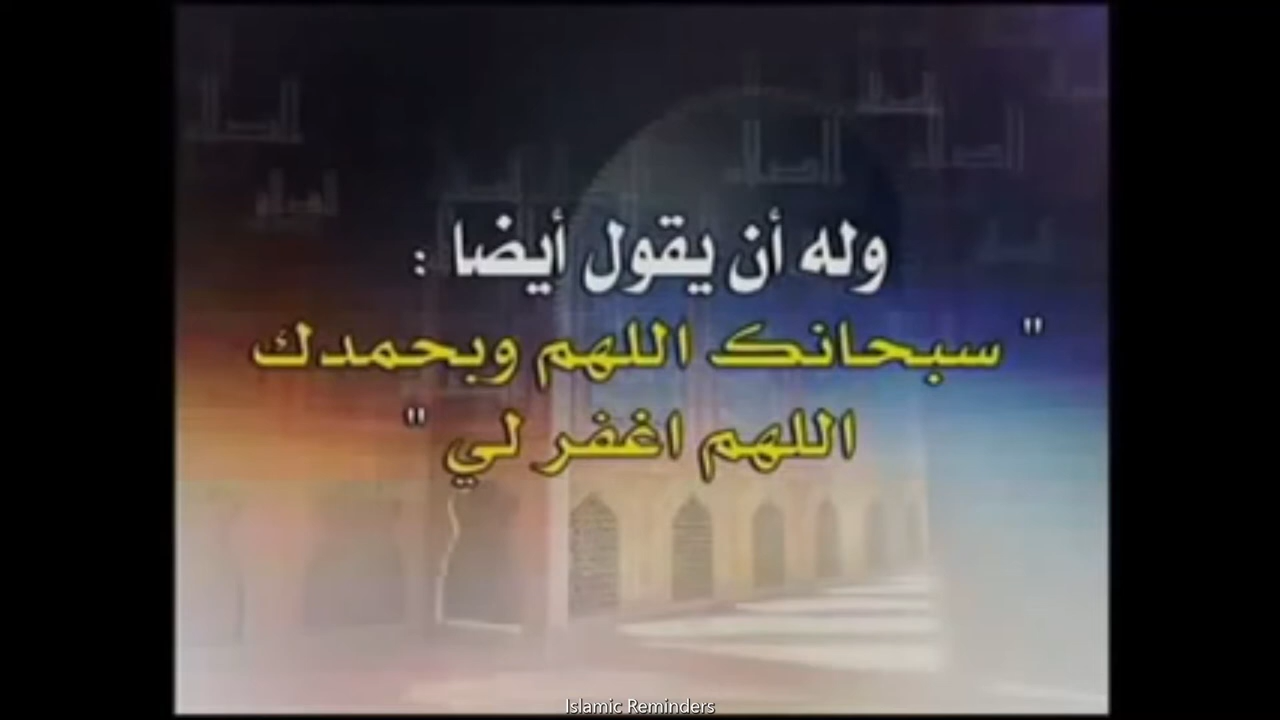 وله أن يقول أيضا :
" سبحانك اللهم وبحمدك
اللهم اغفر لي "
Islamic Reminders